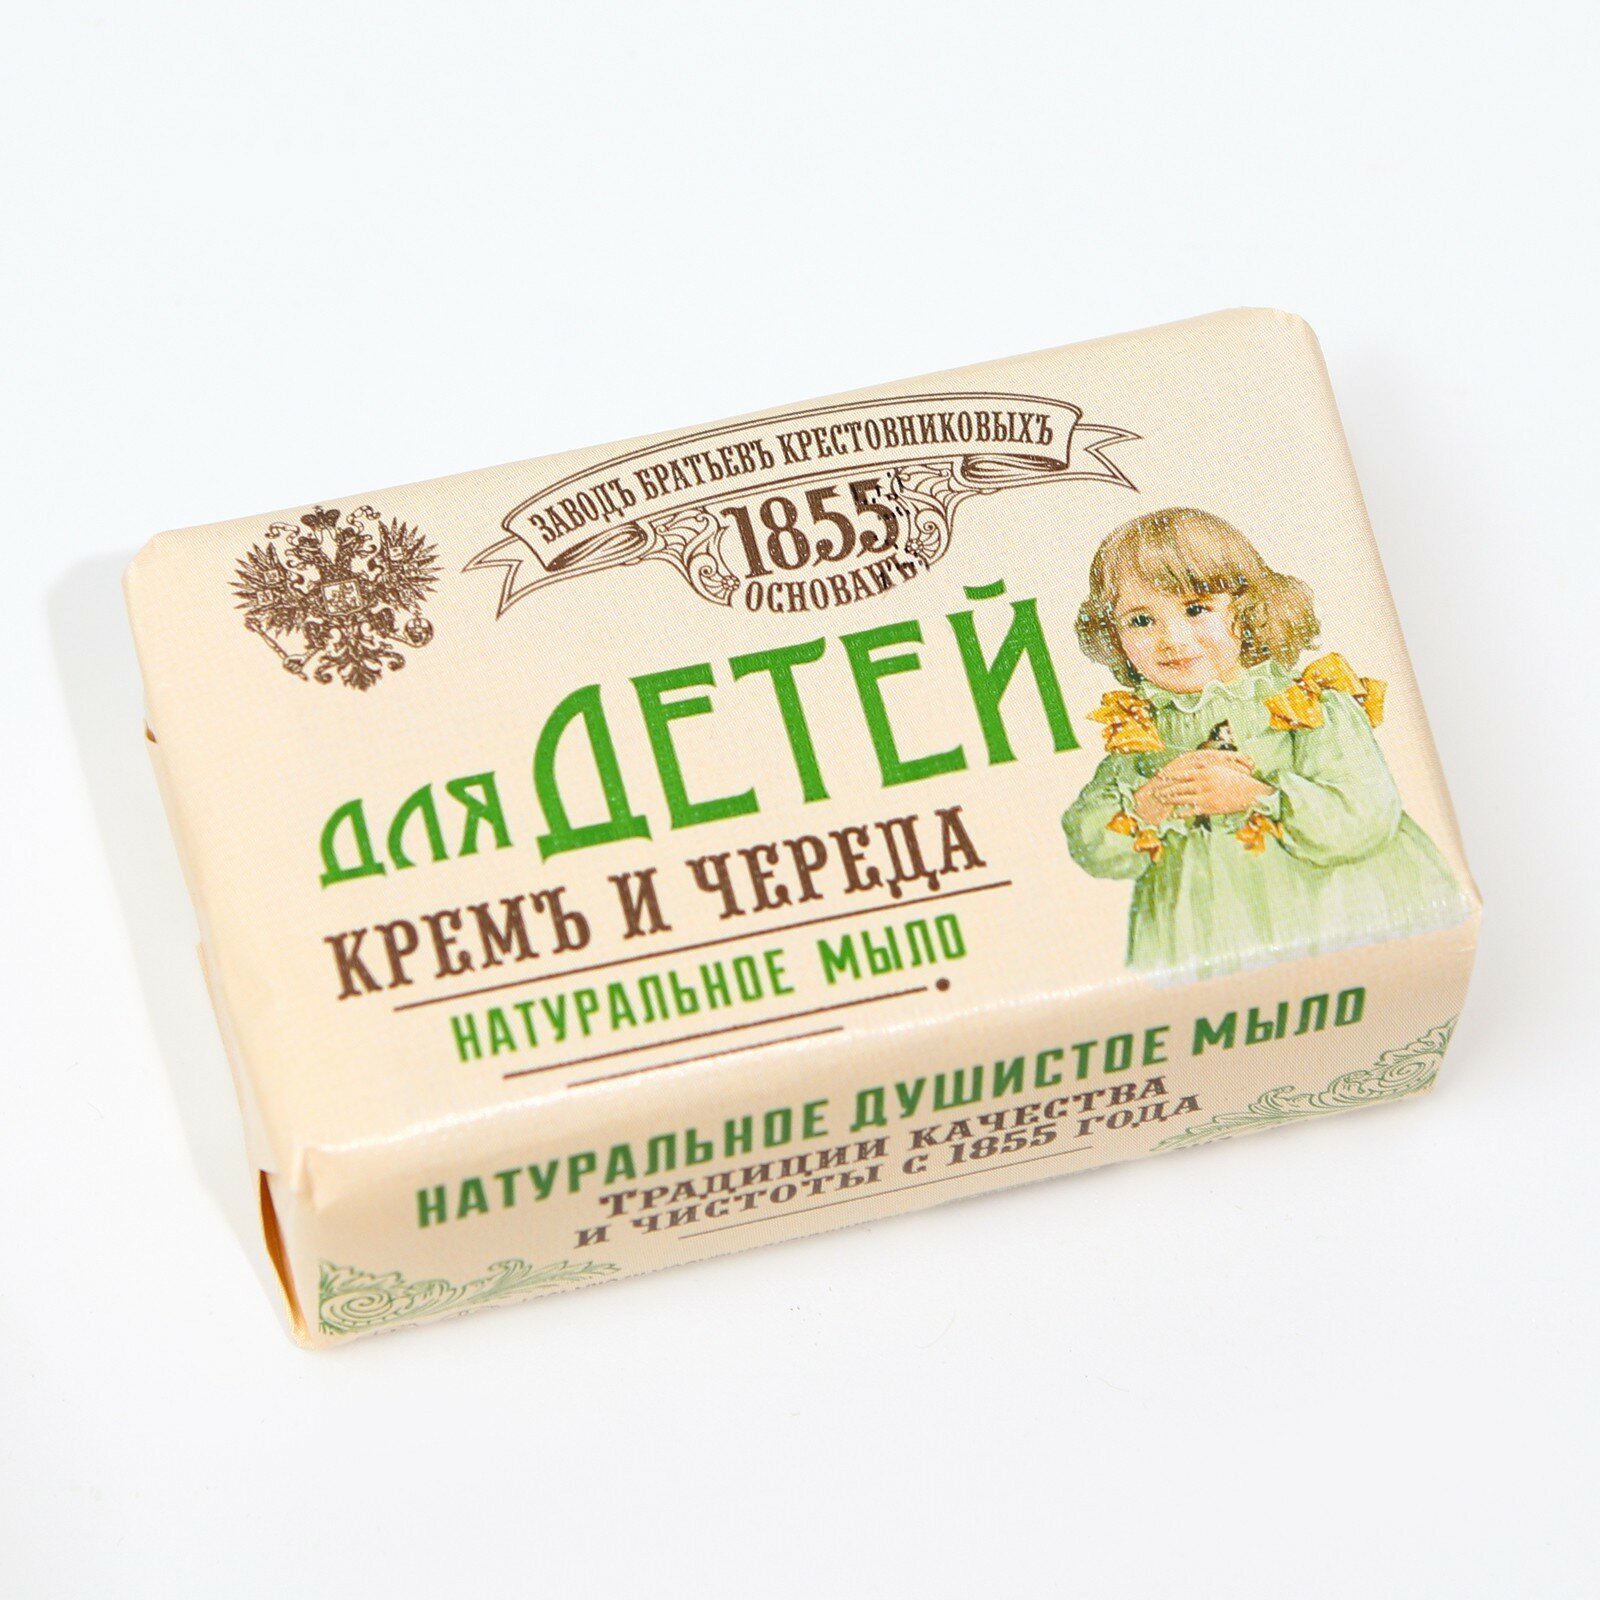 ЗАВОДЪ БРАТЬЕВЪ КРЕСТОВНИКОВЫХЪ
1855
ОСНОВАНЪ
ДЛЯ ДЕТЕЙ
КРЕМЪ И ЧЕРЕДА
НАТУРАЛЬНОЕ МЫЛО
НАТУРАЛЬНОЕ ДУШИСТОЕ МЫЛО
ТРАДИЦИИ КАЧЕСТВА
И ЧИСТОТЫ С 1855 ГОДА